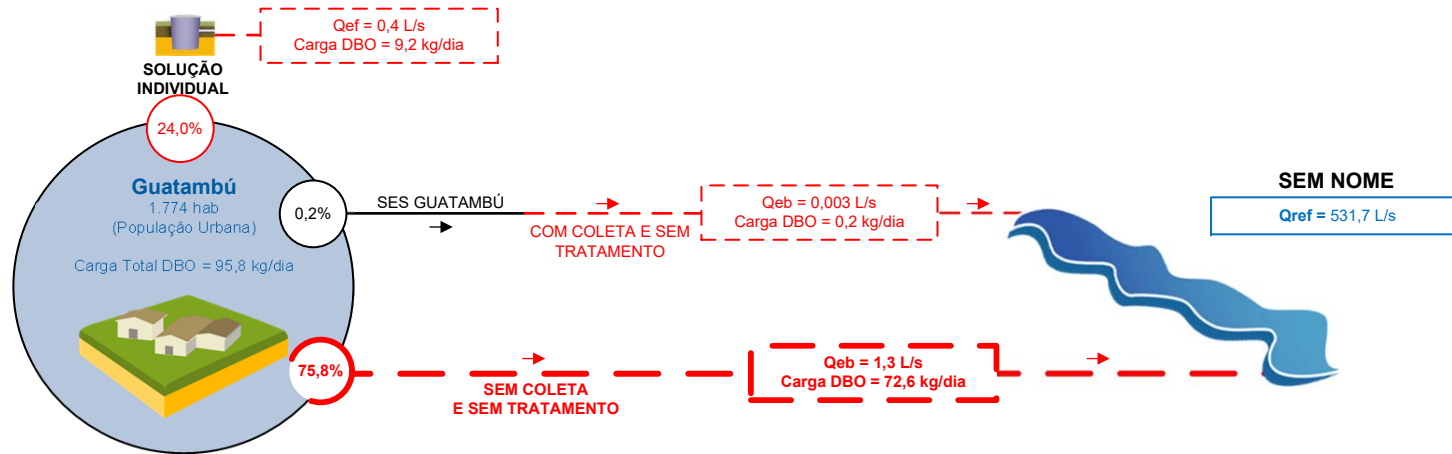 Qef = 0,4 L/s
Carga DBO = 9,2 kg/dia
SOLUÇÃO
INDIVIDUAL
24,0%
Guatambú
1.774 hab
(População Urbana)
Carga Total DBO = 95,8 kg/dia
0,2%
SES GUATAMBÚ
COM COLETA E SEM
TRATAMENTO
Qeb = 0,003 L/s
Carga DBO = 0,2 kg/dia
SEM NOME
Qref = 531,7 L/s
75,8%
SEM COLETA
E SEM TRATAMENTO
Qeb = 1,3 L/s
Carga DBO = 72,6 kg/dia